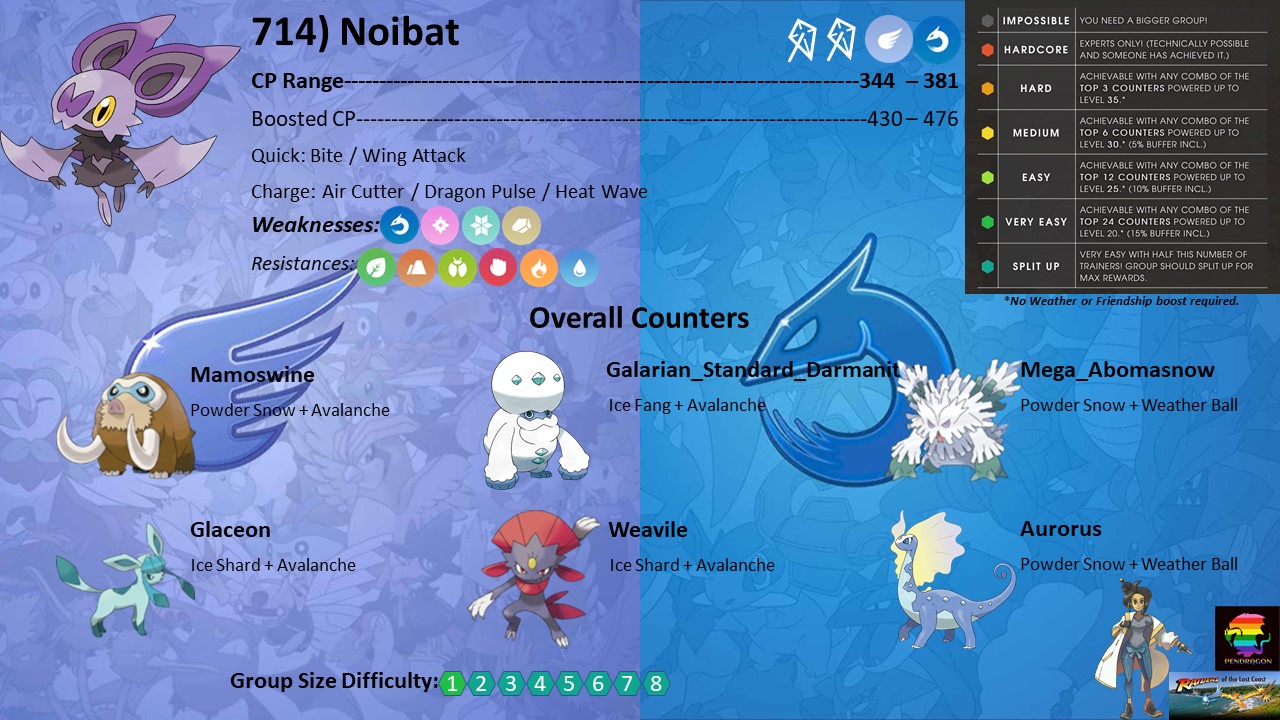 714) Noibat
CP Range----------------------------------------------------------------------------------------344 – 381
Boosted CP-------------------------------------------------------------------------------------430 – 476
Quick: Bite / Wing Attack
Charge: Air Cutter / Dragon Pulse / Heat Wave
Weaknesses:
Resistances:
IMPOSSIBLE YOU NEED A BIGGER GROUP!
HARDCORE EXPERTS ONLY! (TECHNICALLY POSSIBLE
AND SOMEONE HAS ACHIEVED IT.)
HARD ACHIEVABLE WITH ANY COMBO OF THE
TOP 3 COUNTERS POWERED UP TO
LEVEL 35.*
MEDIUM ACHIEVABLE WITH ANY COMBO OF THE
TOP 6 COUNTERS POWERED UP TO
LEVEL 30.* (5% BUFFER INCL.)
EASY ACHIEVABLE WITH ANY COMBO OF THE
TOP 12 COUNTERS POWERED UP TO
LEVEL 25.* (10% BUFFER INCL.)
VERY EASY ACHIEVABLE WITH ANY COMBO OF THE
TOP 24 COUNTERS POWERED UP TO
LEVEL 20.* (15% BUFFER INCL.)
SPLIT UP VERY EASY WITH HALF THIS NUMBER OF
TRAINERS! GROUP SHOULD SPLIT UP FOR
MAX REWARDS.
*No Weather or Friendship boost required.
Overall Counters
Mamoswine
Powder Snow + Avalanche
Galarian_Standard_Darmanit
Ice Fang + Avalanche
Mega_Abomasnow
Powder Snow + Weather Ball
Glaceon
Ice Shard + Avalanche
Weavile
Ice Shard + Avalanche
Aurorus
Powder Snow + Weather Ball
Group Size Difficulty: 1 2 3 4 5 6 7 8
PENDRAGON
RAIDERS of the Lost Coast